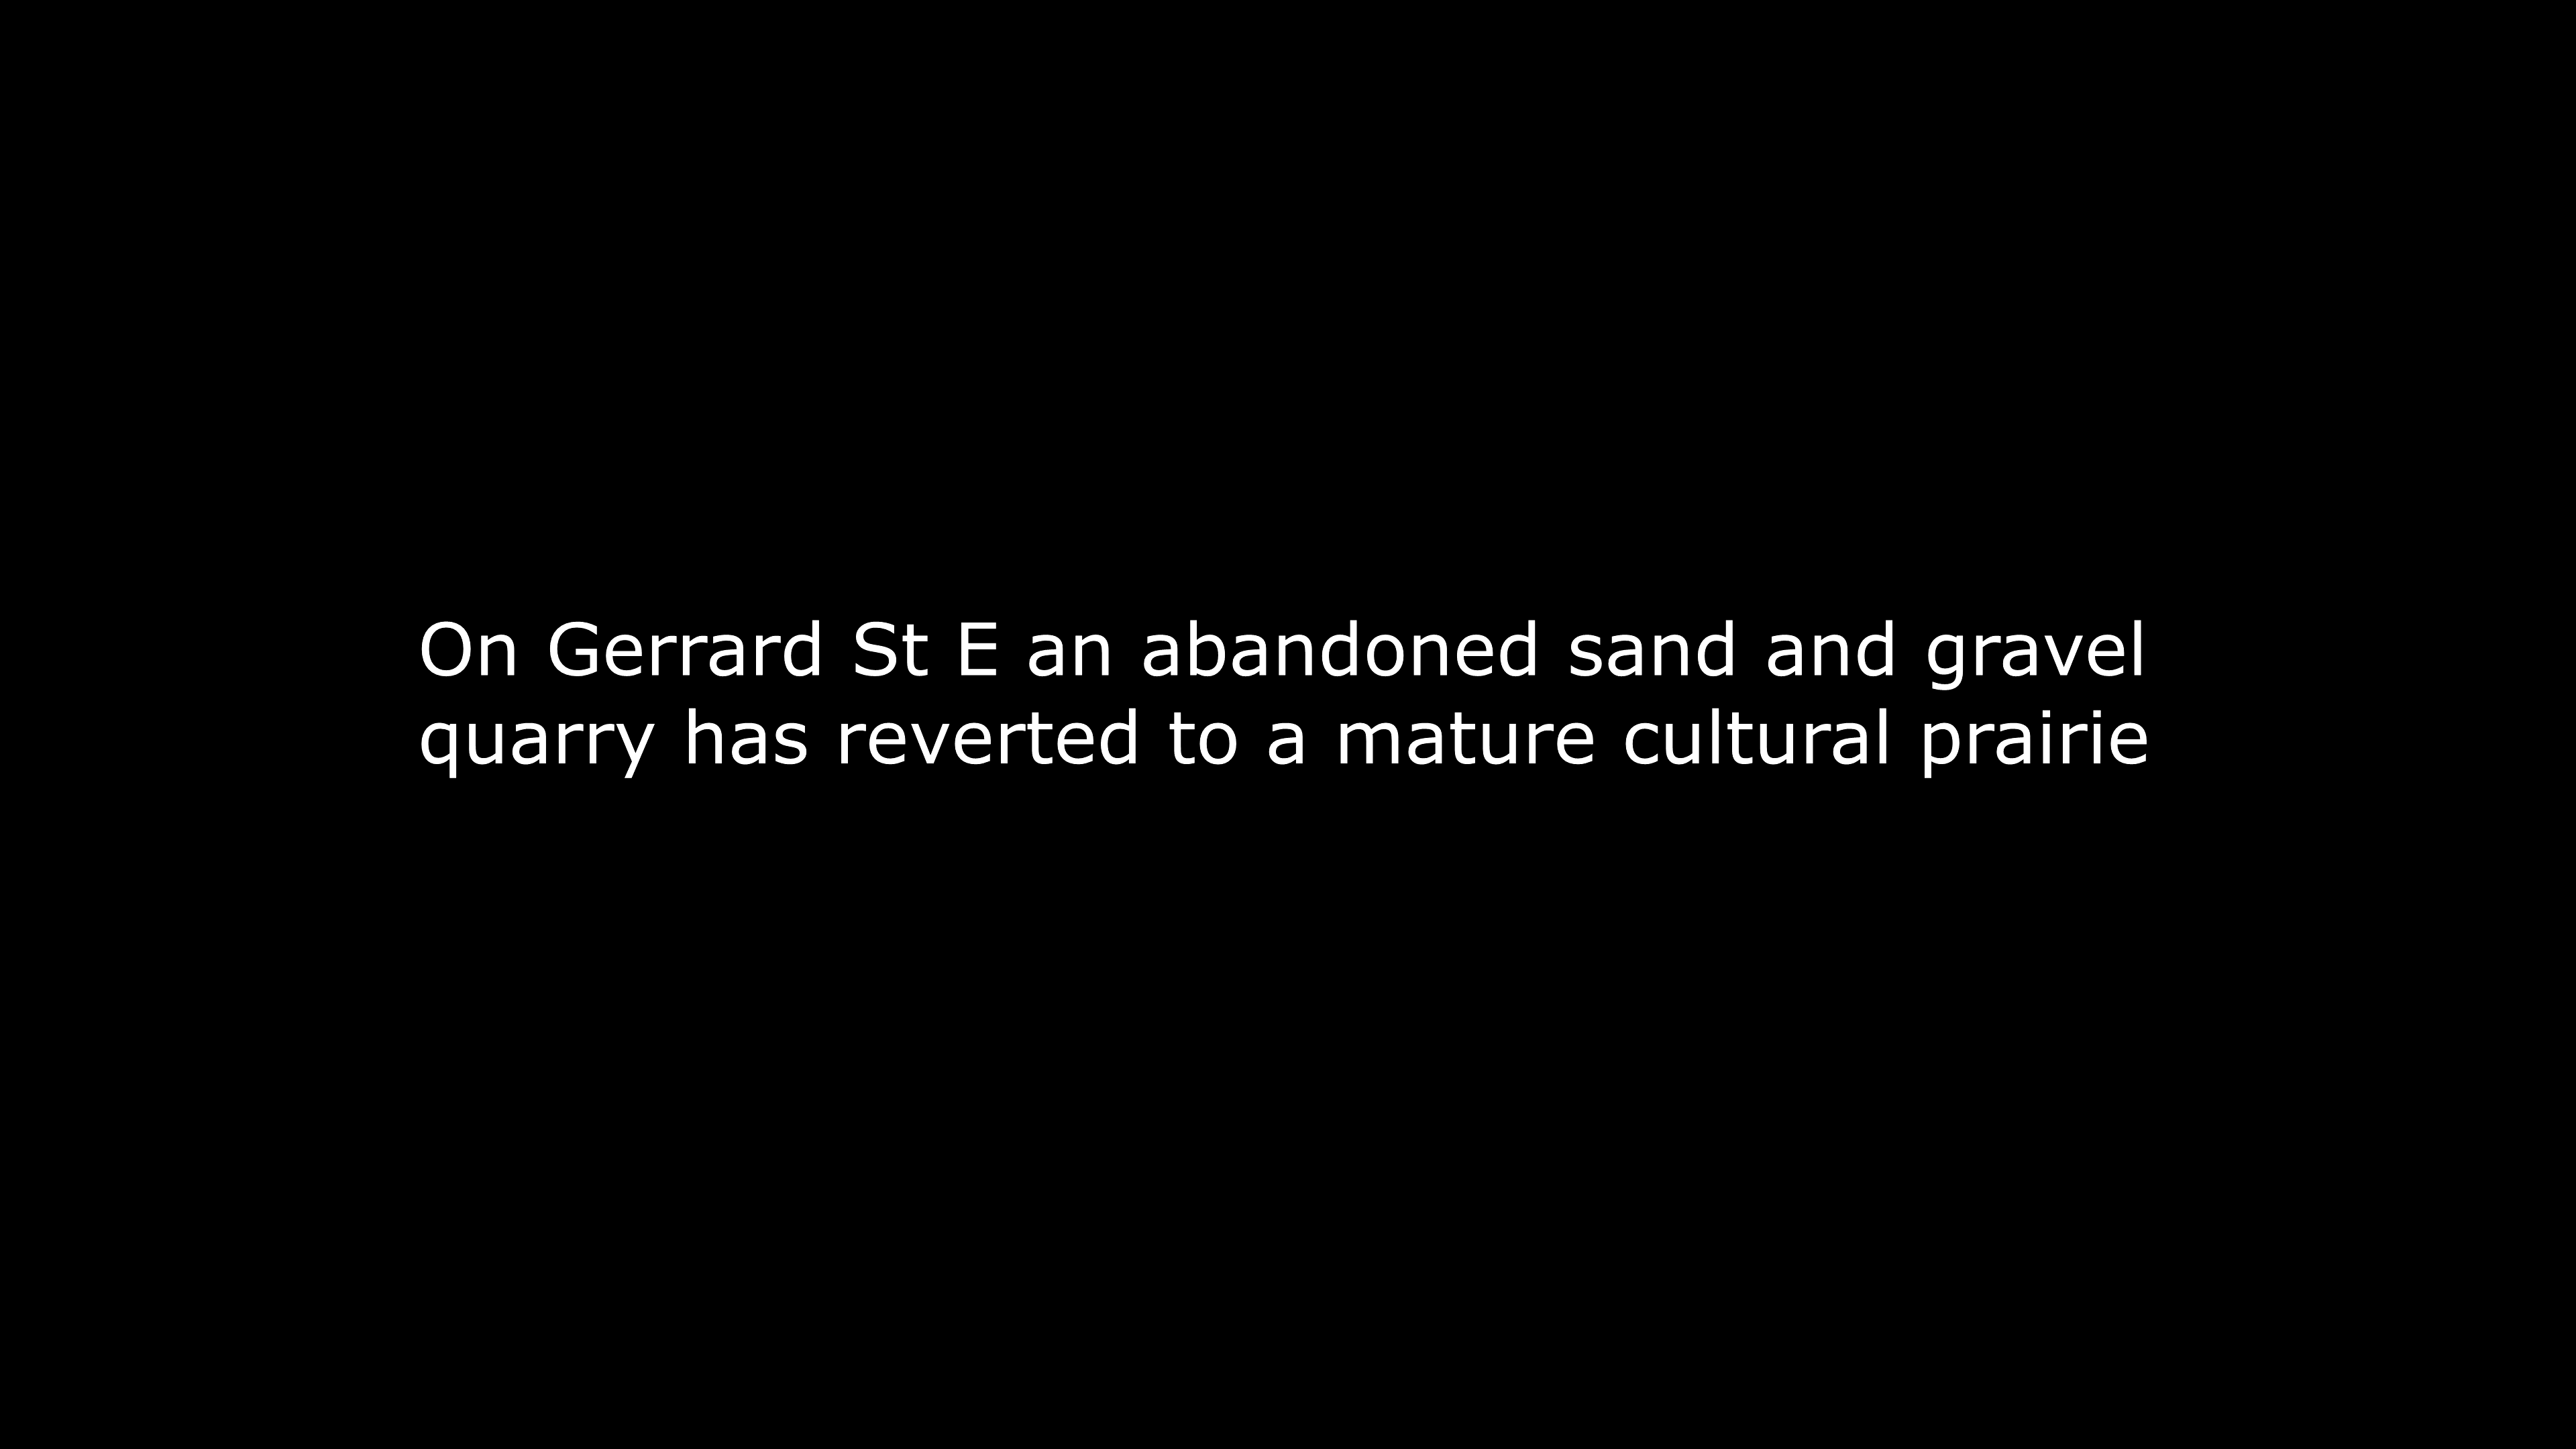 On Gerrard St E an abandoned sand and gravel
quarry has reverted to a mature cultural prairie